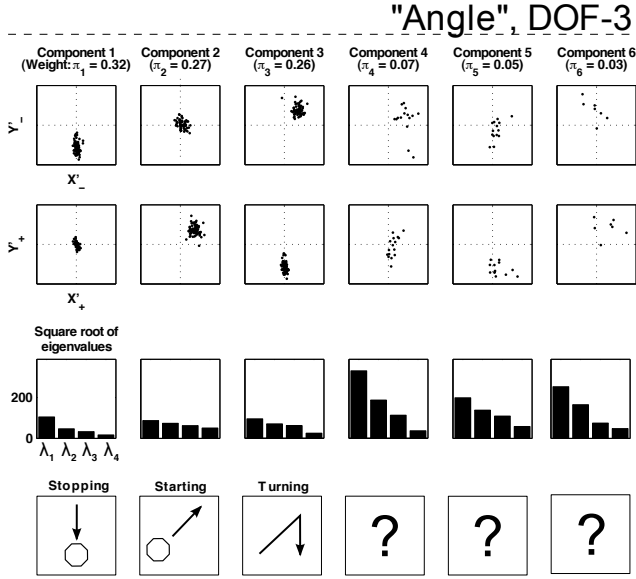 "Angle", DOF-3
Component 1 Component 2 Component 3 Component 4 Component 5 Component 6
(Weight: π1 = 0.32) (π2 = 0.27) (π3 = 0.26) (π4 = 0.07) (π5 = 0.05) (π6 = 0.03)
Y'-
X'-
Y'+
X'+
Square root of
eigenvalues
200
0
λ1 λ2 λ3 λ4
Stopping Starting Turning
? ? ?